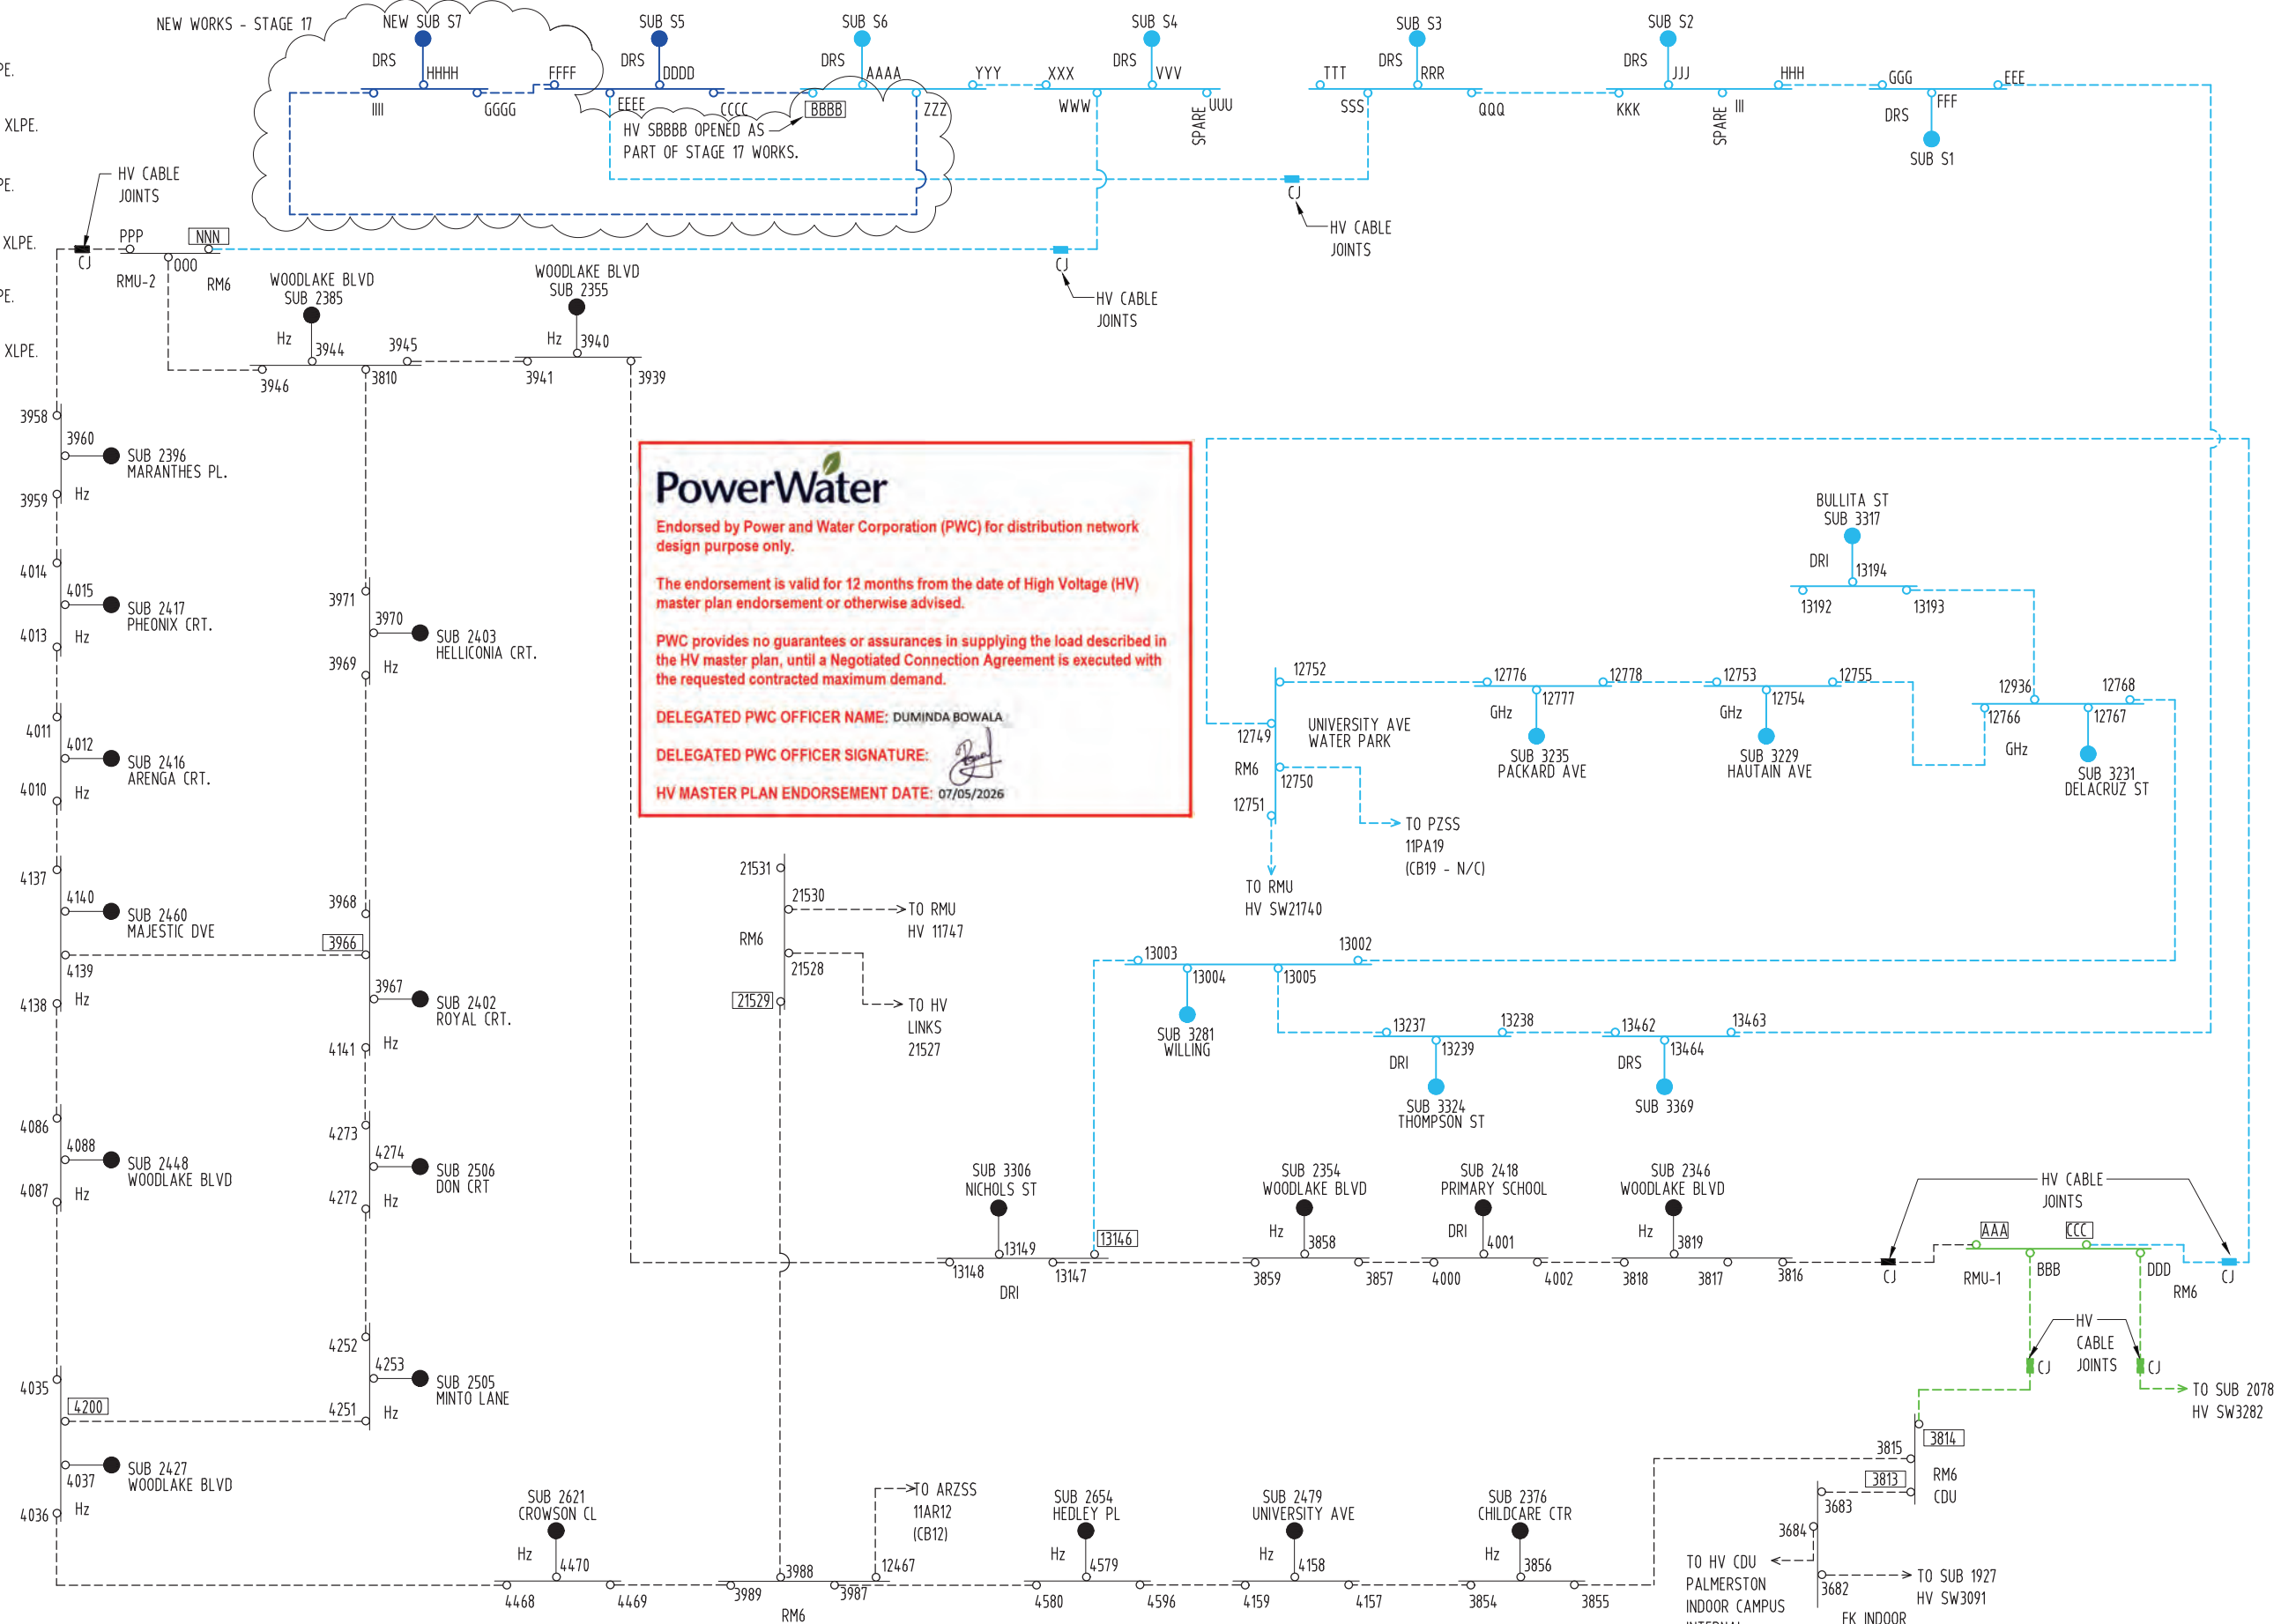 NEW WORKS - STAGE 17
NEW SUB S7
SUB S5
SUB S6
SUB S4
SUB S3
SUB S2
DRS
HHHH
FFFF
DRS
DDDD
DRS
AAAA
YYY
XXX
DRS
VVV
TTT
DRS
RRR
DRS
JJJ
HHH
GGG
EEE
PE.
IIII
GGGG
EEEE
CCCC
BBBB
ZZZ
WWW
SPARE
UUU
SSS
QQQ
KKK
SPARE
III
DRS
FFF
SUB S1
XLPE.
HV SBBBB OPENED AS
PART OF STAGE 17 WORKS.
PE.
HV CABLE
JOINTS
CJ
HV CABLE
JOINTS
XLPE.
CJ
PPP
NNN
OOO
RMU-2
RM6
CJ
HV CABLE
JOINTS
PE.
XLPE.
WOODLAKE BLVD
SUB 2385
Hz
3944
3945
3946
3810
WOODLAKE BLVD
SUB 2355
Hz
3940
3941
3939
3958
3960
SUB 2396
MARANTHES PL.
3959
Hz
4014
4015
SUB 2417
PHEONIX CRT.
4013
Hz
4011
4012
SUB 2416
ARENGA CRT.
4010
Hz
4137
4140
SUB 2460
MAJESTIC DVE
4139
4138
Hz
4086
4088
SUB 2448
WOODLAKE BLVD
4087
Hz
4035
4200
4037
SUB 2427
WOODLAKE BLVD
4036
Hz
3971
3970
SUB 2403
HELLICONIA CRT.
3969
Hz
3968
3966
3967
SUB 2402
ROYAL CRT.
4141
Hz
4273
4274
SUB 2506
DON CRT
4272
Hz
4252
4253
SUB 2505
MINTO LANE
4251
Hz
PowerWater
Endorsed by Power and Water Corporation (PWC) for distribution network
design purpose only.
The endorsement is valid for 12 months from the date of High Voltage (HV)
master plan endorsement or otherwise advised.
PWC provides no guarantees or assurances in supplying the load described in
the HV master plan, until a Negotiated Connection Agreement is executed with
the requested contracted maximum demand.
DELEGATED PWC OFFICER NAME: DUMINDA BOWALA
DELEGATED PWC OFFICER SIGNATURE:
HV MASTER PLAN ENDORSEMENT DATE: 07/05/2026
BULLITA ST
SUB 3317
DRI
13194
13192
13193
12752
12776
12778
12753
12755
12936
12768
12749
UNIVERSITY AVE
WATER PARK
GHz
12777
SUB 3235
PACKARD AVE
GHz
12754
SUB 3229
HAUTAIN AVE
12766
GHz
12767
SUB 3231
DELACRUZ ST
RM6
12750
12751
TO PZSS
11PA19
(CB19 - N/C)
TO RMU
HV SW21740
21531
21530
TO RMU
HV 11747
RM6
21528
21529
TO HV
LINKS
21527
13003
13002
13004
13005
SUB 3281
WILLING
13237
13238
DRI
13239
SUB 3324
THOMPSON ST
13462
13463
DRS
13464
SUB 3369
SUB 3306
NICHOLS ST
13149
13146
13148
13147
DRI
SUB 2354
WOODLAKE BLVD
Hz
3858
3859
3857
SUB 2418
PRIMARY SCHOOL
DRI
4001
4000
4002
SUB 2346
WOODLAKE BLVD
Hz
3819
3818
3817
3816
HV CABLE
JOINTS
CJ
AAA
CCC
RMU-1
BBB
DDD
RM6
CJ
HV
CABLE
JOINTS
CJ
CJ
TO SUB 2078
HV SW3282
3814
3815
RM6
CDU
3813
3683
3684
TO HV CDU
PALMERSTON
INDOOR CAMPUS
3682
TO SUB 1927
HV SW3091
FK INDOOR
SUB 2621
CROWSON CL
Hz
4470
4468
4469
TO ARZSS
11AR12
(CB12)
3988
12467
3989
3987
RM6
SUB 2654
HEDLEY PL
Hz
4579
4580
4596
SUB 2479
UNIVERSITY AVE
Hz
4158
4159
4157
SUB 2376
CHILDCARE CTR
Hz
3856
3854
3855